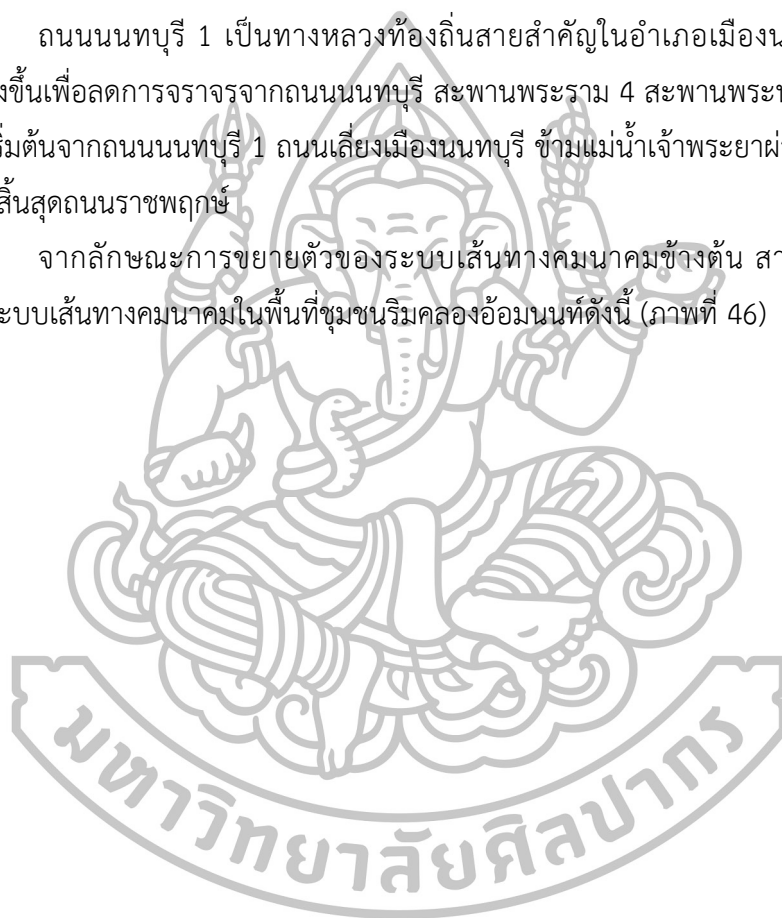 ถนนนนทบุรี 1 เป็นทางหลวงท้องถิ่นสายสำคัญในอำเภอเมืองน
ขึ้นเพื่อลดการจราจรจากถนนนนทบุรี สะพานพระราม 4 สะพานพระ
จากถนนนนทบุรี 1 ถนนเลี่ยงเมืองนนทบุรี ข้ามแม่น้ำเจ้าพระยาผ่
สิ้นสุดถนนราชพฤกษ์
จากลักษณะการขยายตัวของระบบเส้นทางคมนาคมข้างต้น สา
ะบบเส้นทางคมนาคมในพื้นที่ชุมชนริมคลองอ้อมนนท์ดังนี้ (ภาพที่ 46)
มหาวิทยาลัยศิลปากร